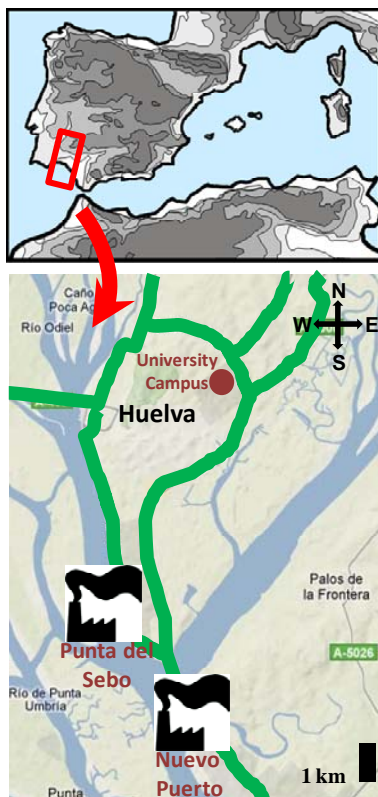 N
W E
S
Caño
Poca Ag
Río Odiel
University
Campus
Huelva
Palos de
la Frontera
Punta del
Sebo
A-5026
Río de Punta
Umbría
Nuevo
Puerto
1 km
Punta